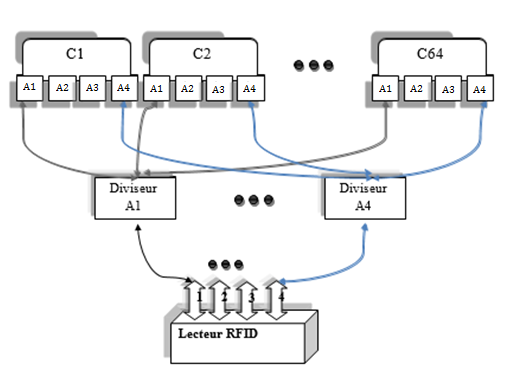 C1 C2 C64
A1 A2 A3 A4 A1 A2 A3 A4 A1 A2 A3 A4
Diviseur Diviseur
A1 A4
1 2 3 4
Lecteur RFID